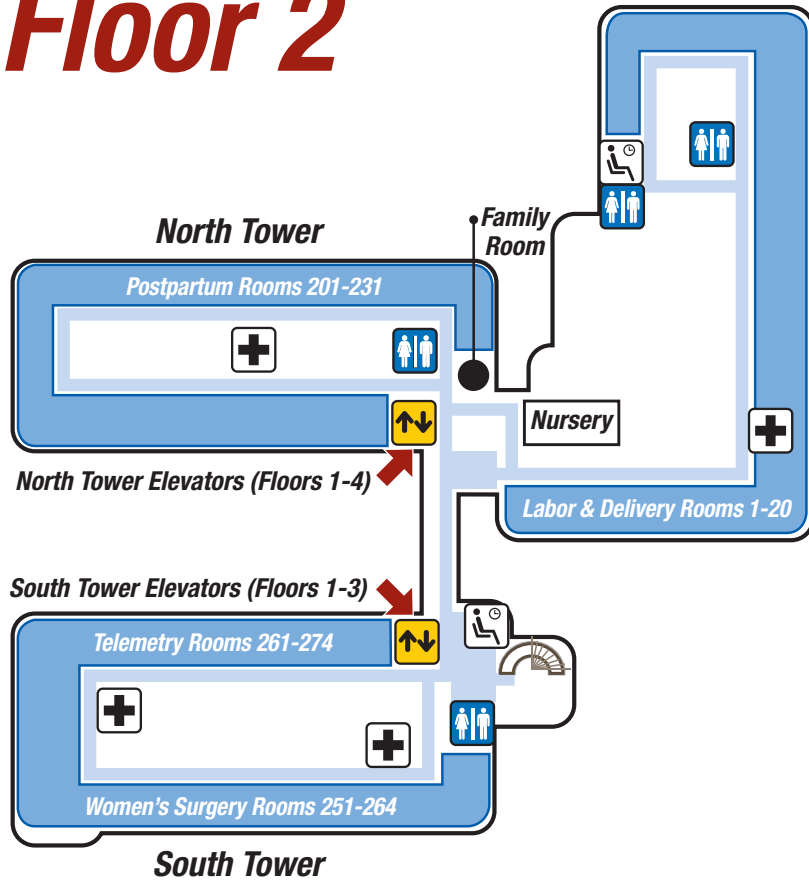 Floor 2
North Tower
Family
Room
Postpartum Rooms 201-231
Nursery
North Tower Elevators (Floors 1-4)
Labor & Delivery Rooms 1-20
South Tower Elevators (Floors 1-3)
Telemetry Rooms 261-274
Women’s Surgery Rooms 251-264
South Tower